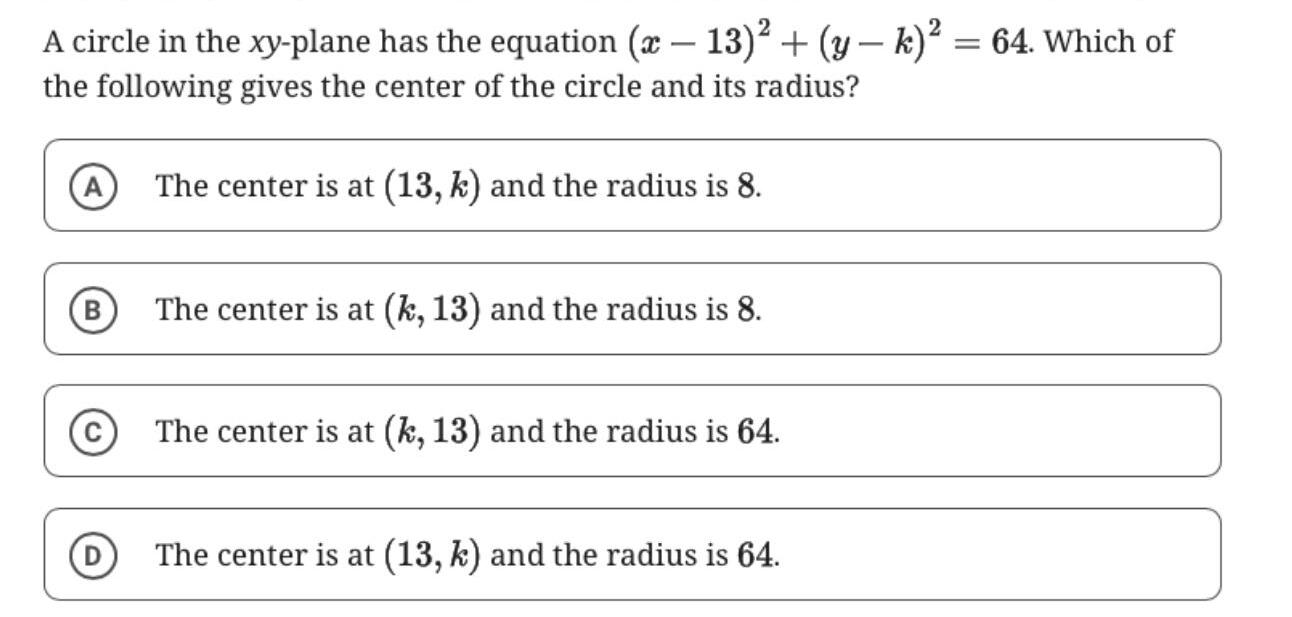 A circle in the xy-plane has the equation (x − 13)² + (y − k)² = 64. Which of
the following gives the center of the circle and its radius?
A The center is at (13, k) and the radius is 8.
B The center is at (k, 13) and the radius is 8.
C The center is at (k, 13) and the radius is 64.
D The center is at (13, k) and the radius is 64.